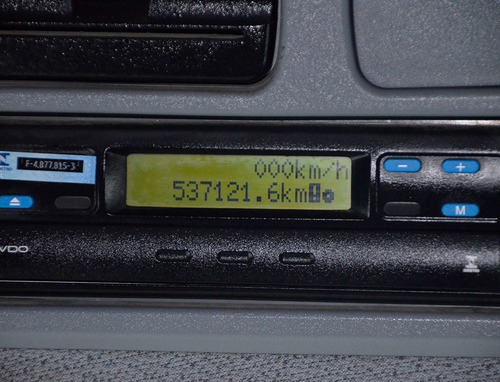 F-4.877.815-3
000km/h
537121.6km
− +
M
VDO